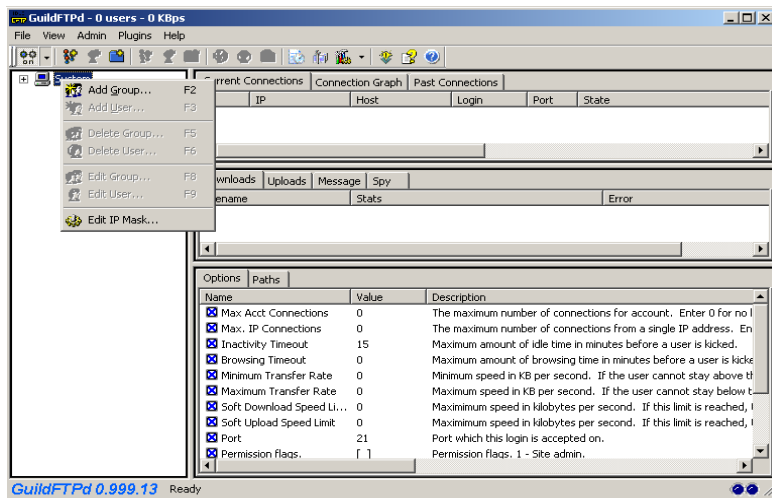 GuildFTPd - 0 users - 0 KBps
File View Admin Plugins Help
System
Add Group... F2
Add User... F3
Delete Group... F5
Delete User... F6
Edit Group... F8
Edit User... F9
Edit IP Mask...
rrent Connections Connection Graph Past Connections
IP Host Login Port State
wnloads Uploads Message Spy
ename Stats Error
Options Paths
Name Value Description
Max Acct Connections 0 The maximum number of connections for account. Enter 0 for no l
Max. IP Connections 0 The maximum number of connections from a single IP address. En
Inactivity Timeout 15 Maximum amount of idle time in minutes before a user is kicked.
Browsing Timeout 0 Maximum amount of browsing time in minutes before a user is kicke
Minimum Transfer Rate 0 Minimum speed in KB per second. If the user cannot stay above th
Maximum Transfer Rate 0 Maximum speed in KB per second. If the user cannot stay below t
Soft Download Speed Li... 0 Maximimum speed in kilobytes per second. If this limit is reached,
Soft Upload Speed Limit 0 Maximimum speed in kilobytes per second. If this limit is reached,
Port 21 Port which this login is accepted on.
Permission flags. [ ] Permission flags. 1 - Site admin.
GuildFTPd 0.999.13 Ready